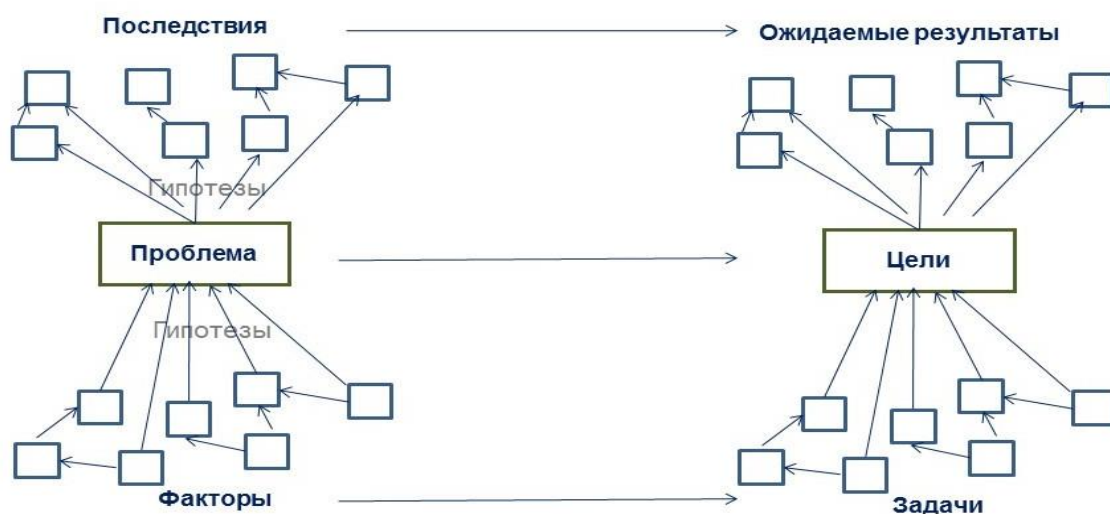 Последствия
Ожидаемые результаты
Гипотезы
Проблема
Цели
Гипотезы
Факторы
Задачи